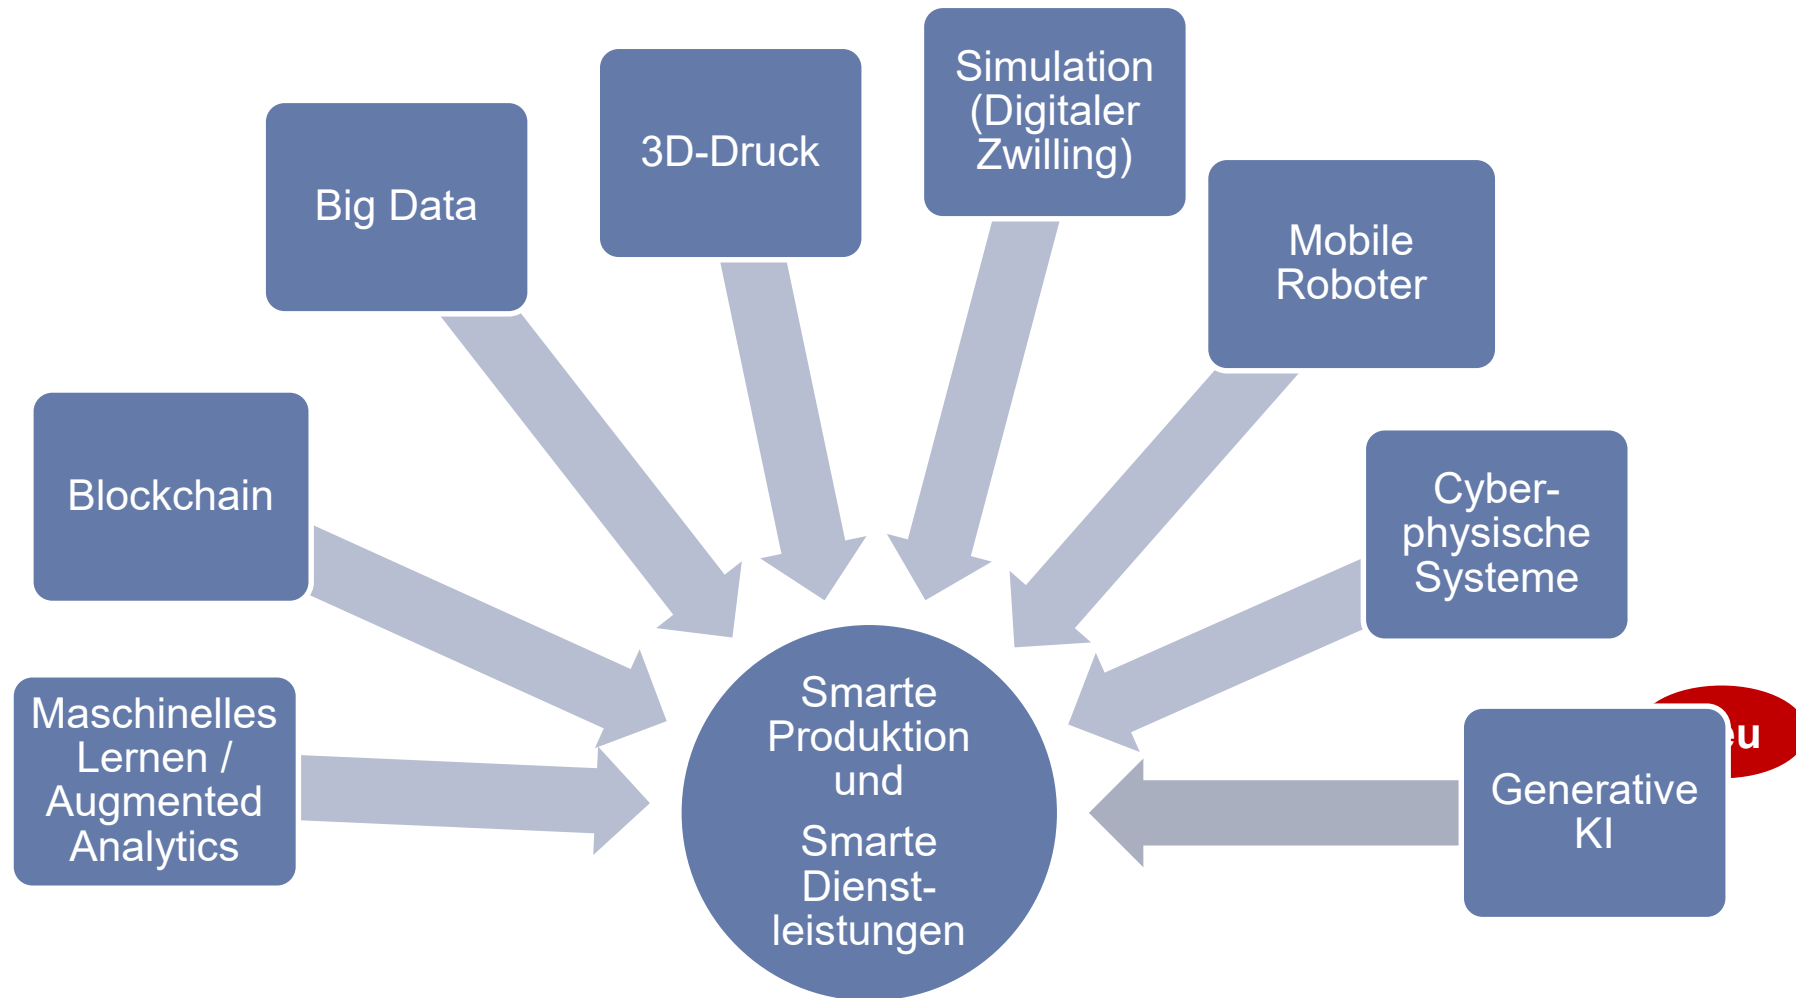 Simulation
(Digitaler
Zwilling)
3D-Druck
Big Data
Mobile
Roboter
Blockchain
Cyber-
physische
Systeme
Maschinelles
Lernen /
Augmented
Analytics
Smarte
Produktion
und
Smarte
Dienst-
leistungen
Generative
KI